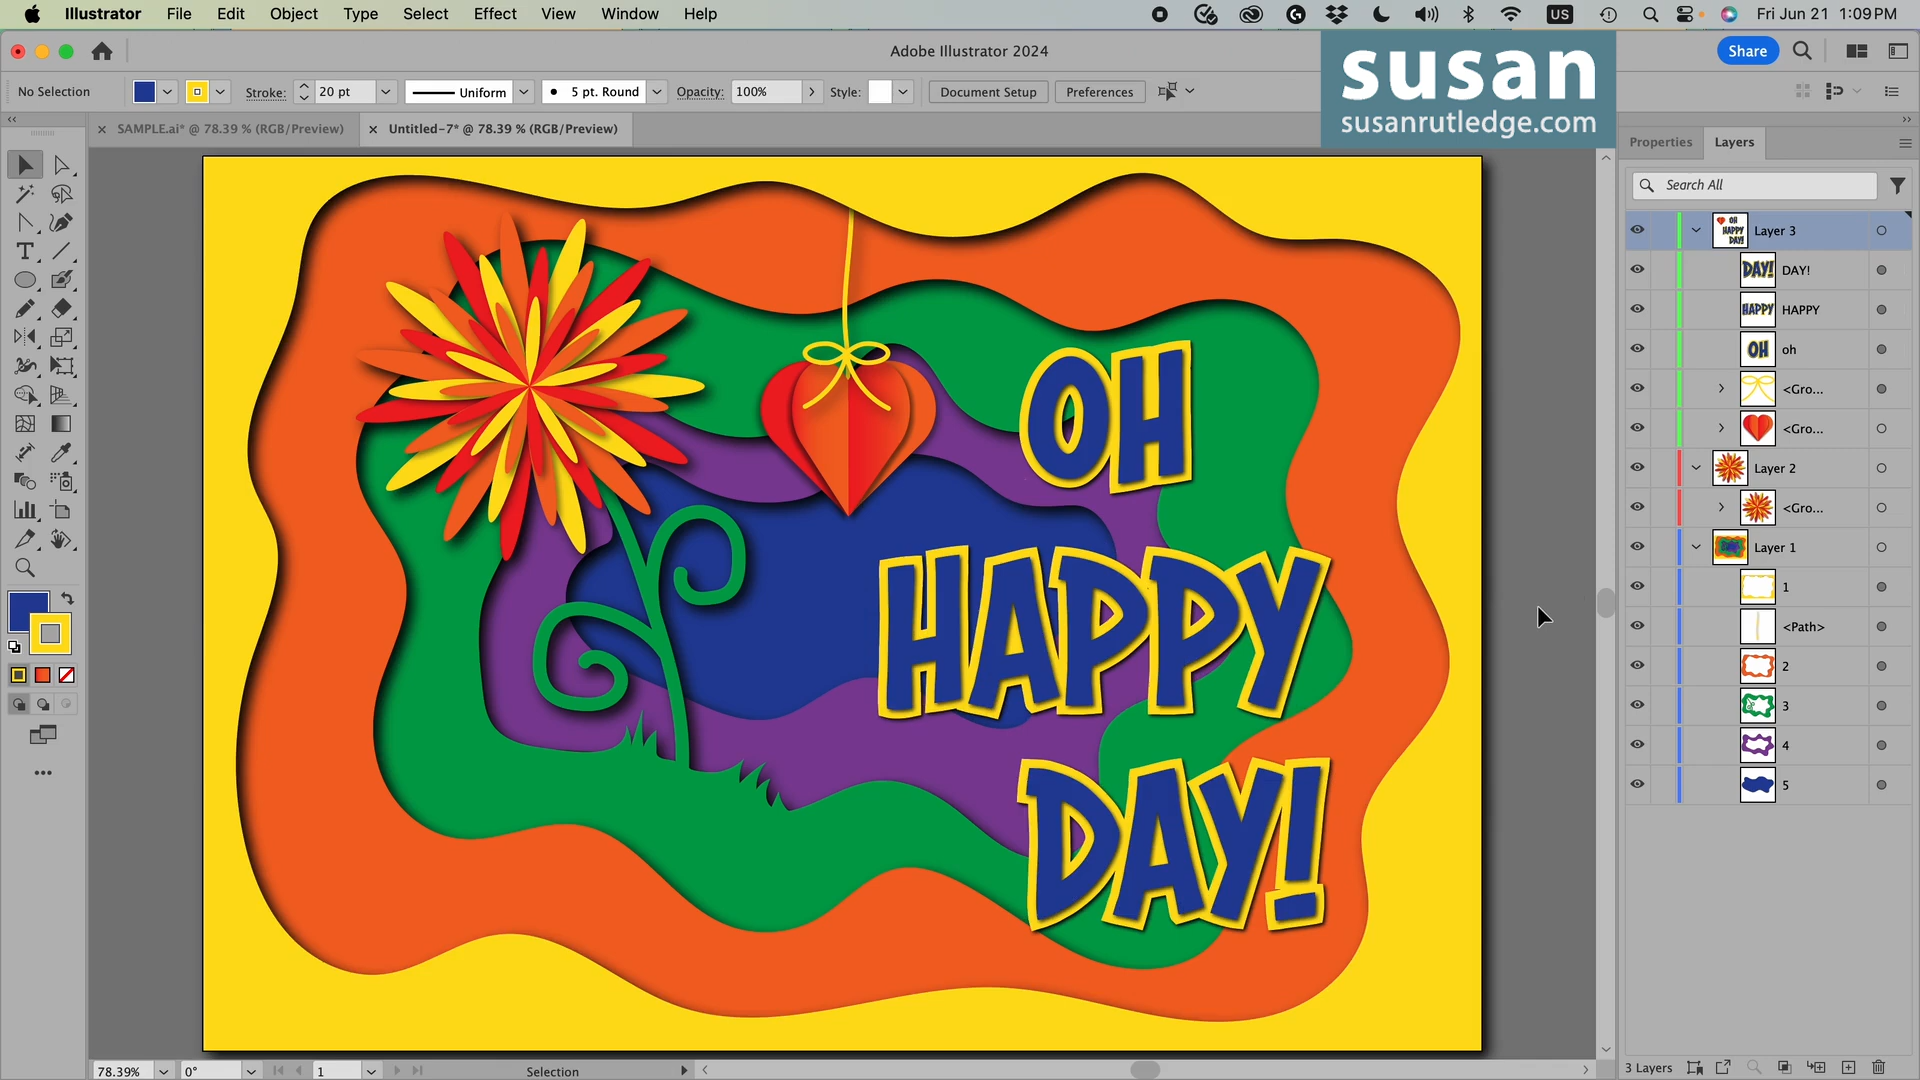 Illustrator File Edit Object Type Select Effect View Window Help US Fri Jun 21 1:09 PM
Adobe Illustrator 2024
Share
susan
susanrutledge.com
No Selection Stroke: 20 pt Uniform 5 pt. Round Opacity: 100% Style: Document Setup Preferences
SAMPLE.ai* @ 78.39 % (RGB/Preview) Untitled-7* @ 78.39 % (RGB/Preview)
Properties Layers
Search All
Layer 3
DAY! DAY!
HAPPY HAPPY
OH oh
<Gro...
<Gro...
Layer 2
<Gro...
Layer 1
1
<Path>
2
3
4
5
OH
HAPPY
DAY!
78.39% 0° 1 Selection
3 Layers